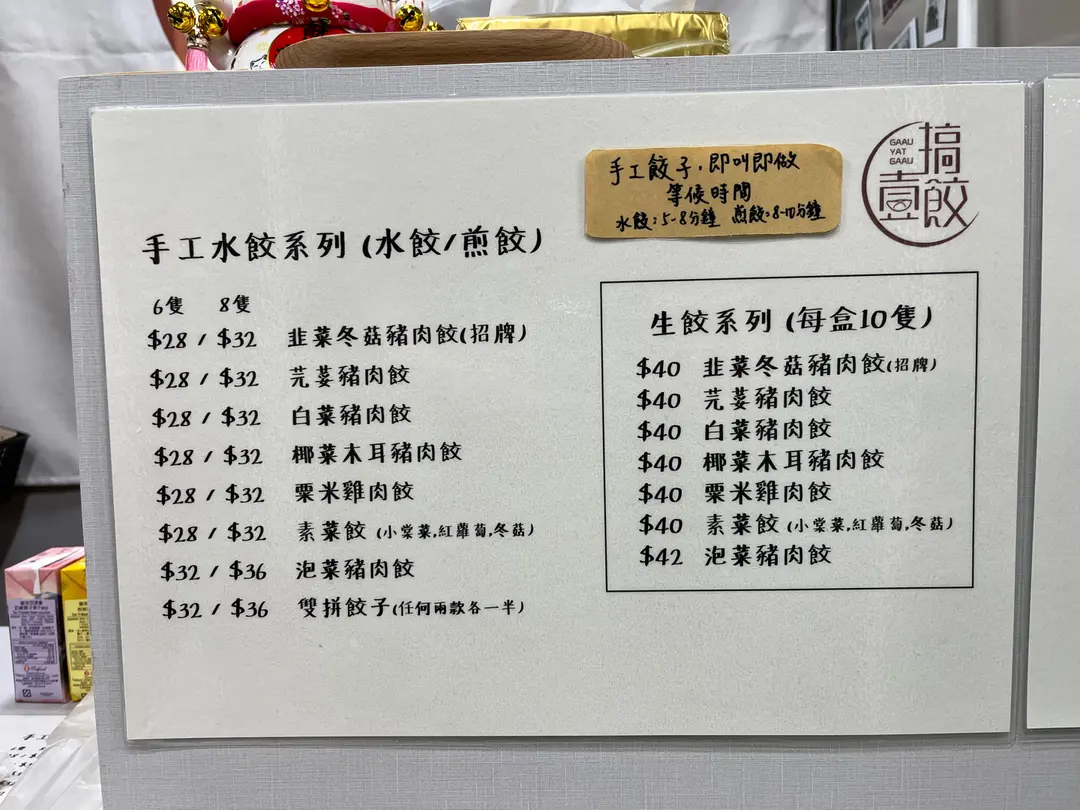 手工餃子，即叫即做
等候時間
水餃：5-8分鐘 煎餃：8-10分鐘
GAAU
YAT
GAAU
搞
壹餃
手工水餃系列 (水餃/煎餃)
6隻 8隻
$28 / $32 韭菜冬菇豬肉餃(招牌)
$28 / $32 芫荽豬肉餃
$28 / $32 白菜豬肉餃
$28 / $32 椰菜木耳豬肉餃
$28 / $32 粟米雞肉餃
$28 / $32 素菜餃 (小棠菜,紅蘿蔔,冬菇)
$32 / $36 泡菜豬肉餃
$32 / $36 雙拼餃子(任何兩款各一半)
生餃系列 (每盒10隻)
$40 韭菜冬菇豬肉餃(招牌)
$40 芫荽豬肉餃
$40 白菜豬肉餃
$40 椰菜木耳豬肉餃
$40 粟米雞肉餃
$40 素菜餃 (小棠菜,紅蘿蔔,冬菇)
$42 泡菜豬肉餃